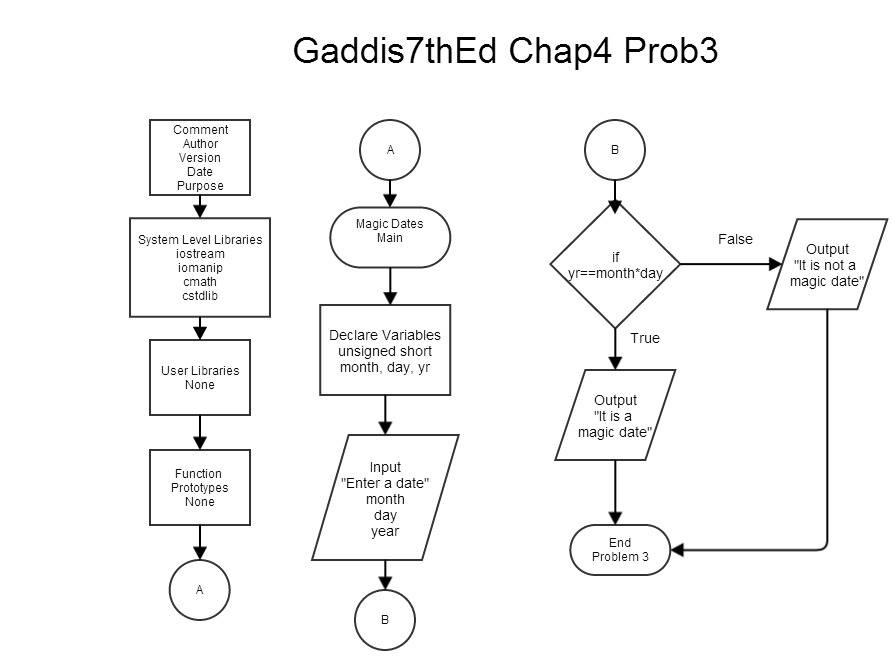 Gaddis7thEd Chap4 Prob3
Comment
Author
Version
Date
Purpose
System Level Libraries
iostream
iomanip
cmath
cstdlib
User Libraries
None
Function
Prototypes
None
A
A
Magic Dates
Main
Declare Variables
unsigned short
month, day, yr
Input
"Enter a date"
month
day
year
B
B
if
yr==month*day
False
Output
"It is not a
magic date"
True
Output
"It is a
magic date"
End
Problem 3